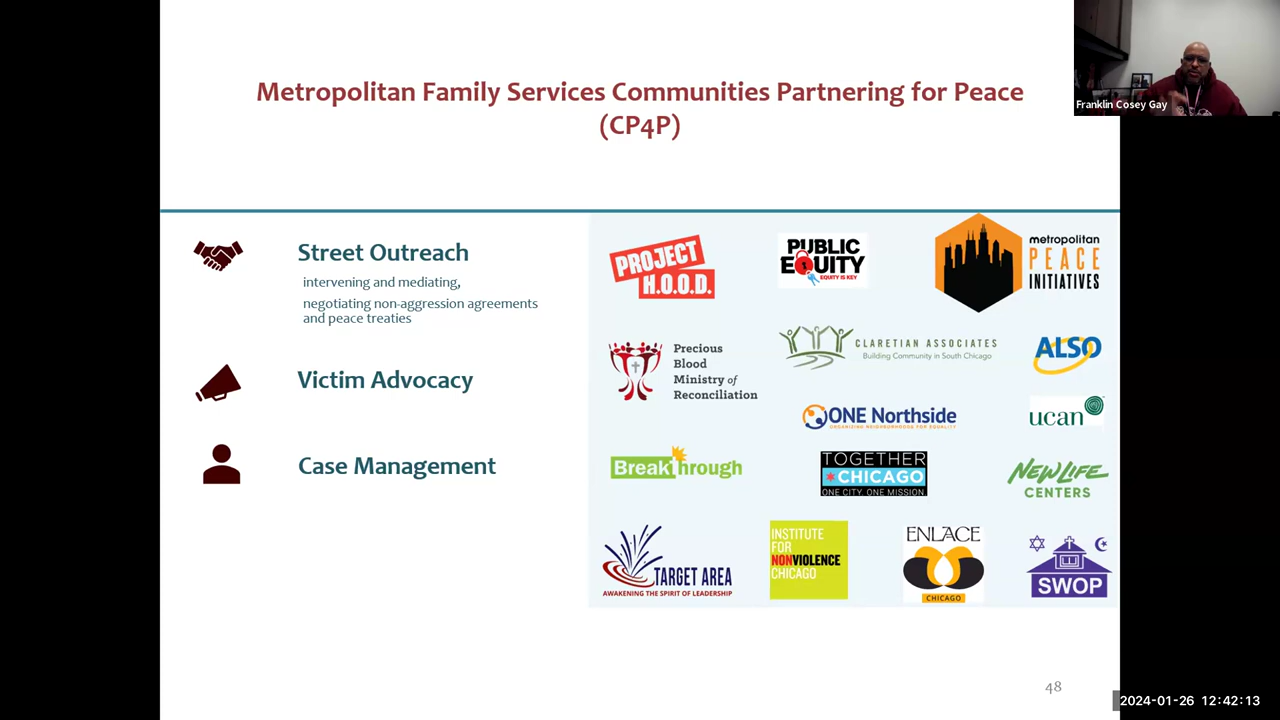 Metropolitan Family Services Communities Partnering for Peace
(CP4P)
Franklin Cosey Gay
Street Outreach
intervening and mediating,
negotiating non-aggression agreements
and peace treaties
Victim Advocacy
Case Management
PROJECT
H.O.O.D.
PUBLIC
EQUITY
EQUITY IS KEY
metropolitan
PEACE
INITIATIVES
Precious
Blood
Ministry of
Reconciliation
CLARETIAN ASSOCIATES
Building Community in South Chicago
ALSO
ONE Northside
ORGANIZING NEIGHBORHOODS FOR EQUALITY
ucan
Breakthrough
TOGETHER
CHICAGO
ONE CITY. ONE MISSION.
NEW LIFE
CENTERS
TARGET AREA
AWAKENING THE SPIRIT OF LEADERSHIP
INSTITUTE
FOR
NONVIOLENCE
CHICAGO
ENLACE
CHICAGO
SWOP
48
2024-01-26 12:42:13